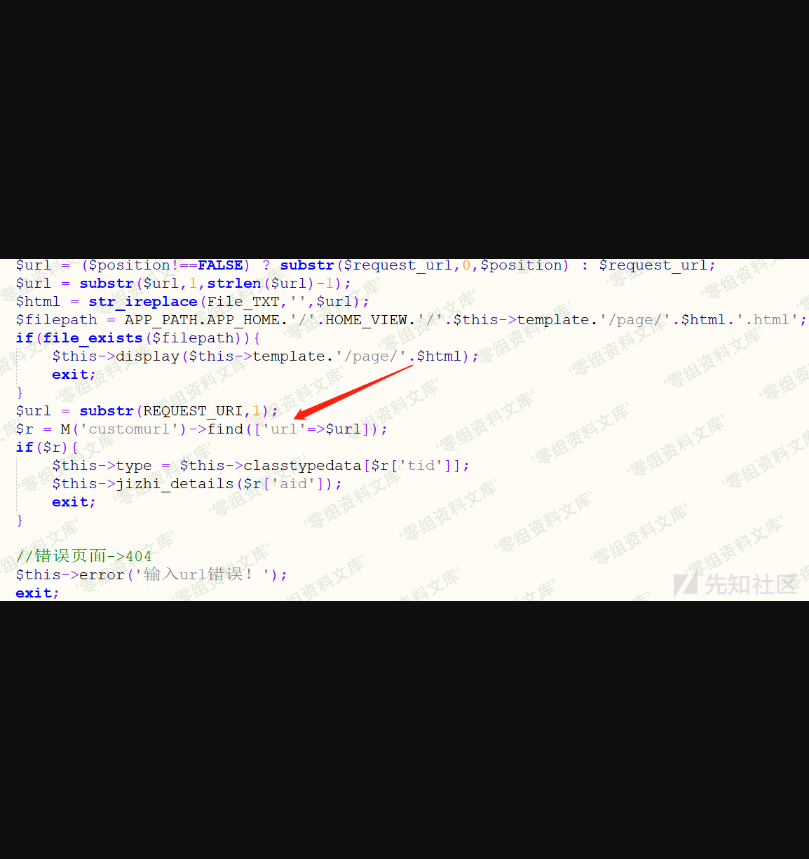 $url = ($position!==FALSE) ? substr($request_url,0,$position) : $request_url;
$url = substr($url,1,strlen($url)-1);
$html = str_ireplace(File_TXT,'',$url);
$filepath = APP_PATH.APP_HOME.'/'.HOME_VIEW.'/'.$this->template.'/page/'.$html.'.html';
if(file_exists($filepath)){
$this->display($this->template.'/page/'.$html);
exit;
}
$url = substr(REQUEST_URI,1);
$r = M('customurl')->find(['url'=>$url]);
if($r){
$this->type = $this->classtypedata[$r['tid']];
$this->jizhi_details($r['aid']);
exit;
}
//错误页面->404
$this->error('输入url错误! ');
exit;
先知社区
'零组资料文库'